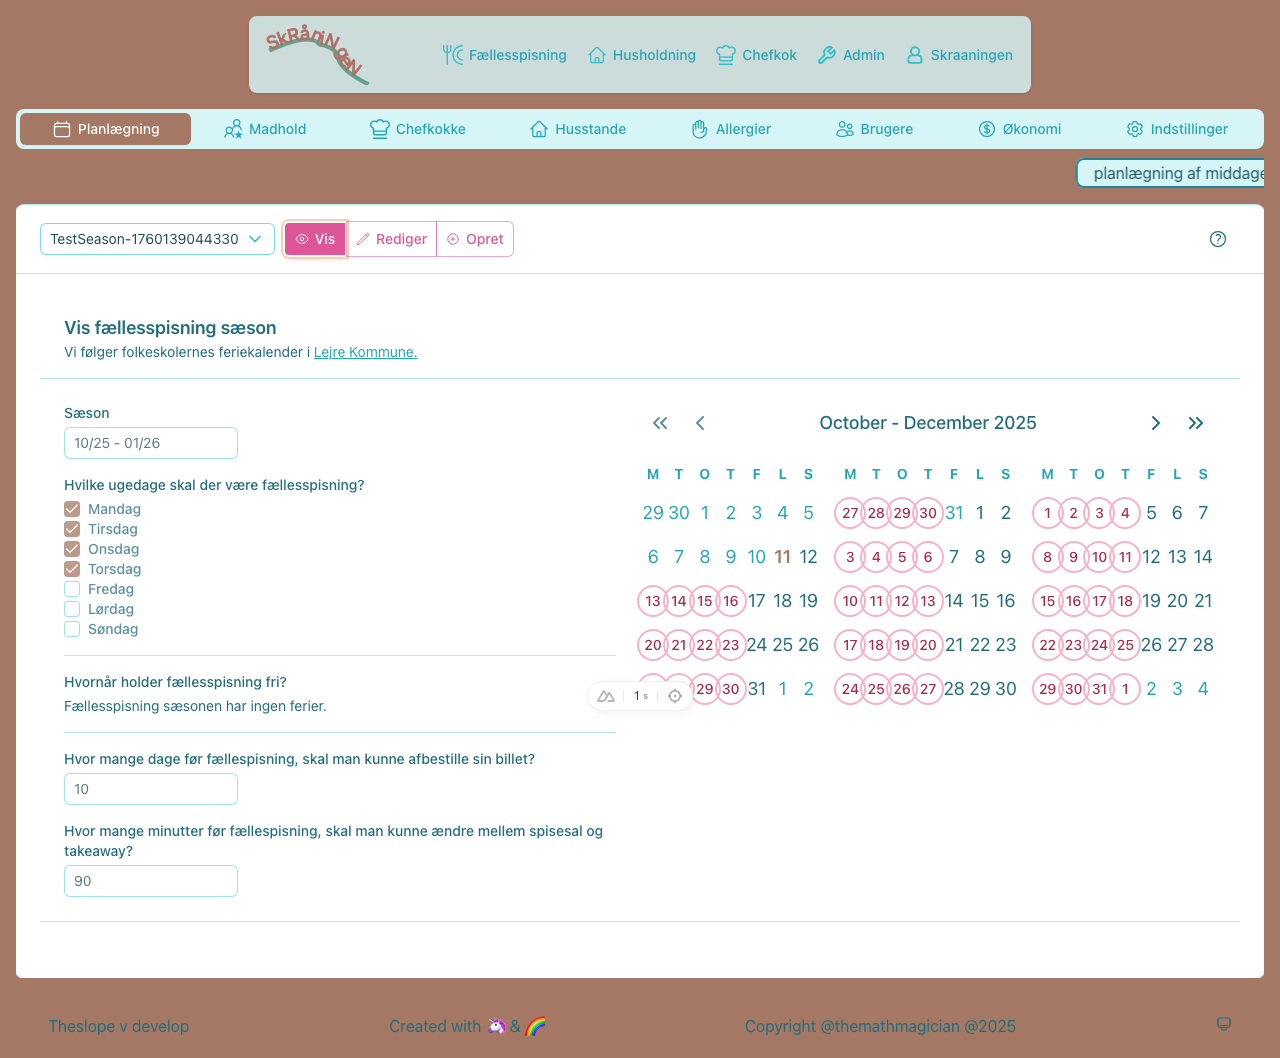 SkRåniNgeN
Fællesspisning Husholdning Chefkok Admin Skraaningen
Planlægning Madhold Chefkokke Husstande Allergier Brugere Økonomi Indstillinger
planlægning af middage
TestSeason-1760139044330 Vis Rediger Opret
Vis fællesspisning sæson
Vi følger folkeskolernes feriekalender i Lejre Kommune.
Sæson
10/25 - 01/26
Hvilke ugedage skal der være fællesspisning?
Mandag
Tirsdag
Onsdag
Torsdag
Fredag
Lørdag
Søndag
Hvornår holder fællesspisning fri?
Fællesspisning sæsonen har ingen ferier.
Hvor mange dage før fællespisning, skal man kunne afbestille sin billet?
10
Hvor mange minutter før fællespisning, skal man kunne ændre mellem spisesal og
takeaway?
90
October - December 2025
M T O T F L S M T O T F L S M T O T F L S
29 30 1 2 3 4 5 27 28 29 30 31 1 2 1 2 3 4 5 6 7
6 7 8 9 10 11 12 3 4 5 6 7 8 9 8 9 10 11 12 13 14
13 14 15 16 17 18 19 10 11 12 13 14 15 16 15 16 17 18 19 20 21
20 21 22 23 24 25 26 17 18 19 20 21 22 23 22 23 24 25 26 27 28
29 30 31 1 2 24 25 26 27 28 29 30 29 30 31 1 2 3 4
1 s
Theslope v develop Created with 🦄 & 🌈 Copyright @themathmagician @2025